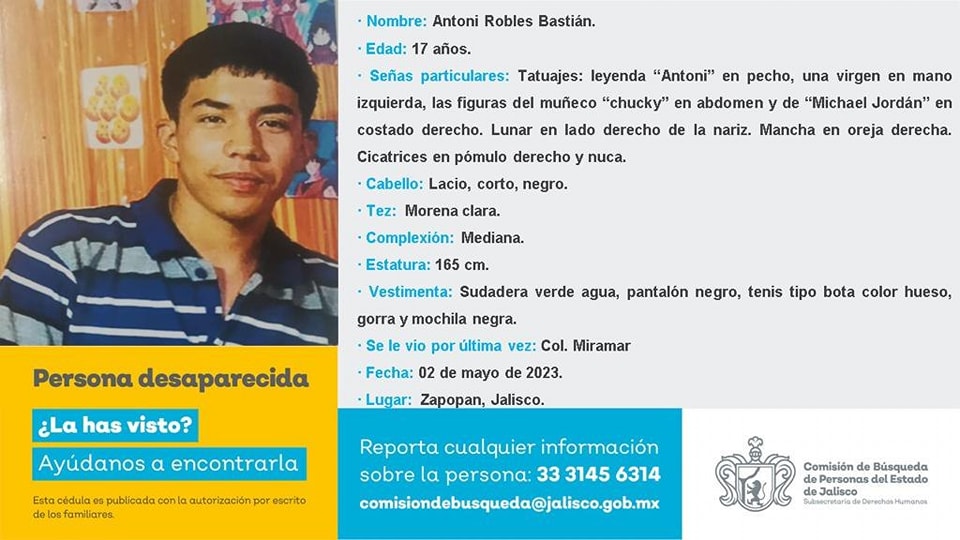 · Nombre: Antoni Robles Bastián.
· Edad: 17 años.
· Señas particulares: Tatuajes: leyenda “Antoni” en pecho, una virgen en mano
izquierda, las figuras del muñeco “chucky” en abdomen y de “Michael Jordán” en
costado derecho. Lunar en lado derecho de la nariz. Mancha en oreja derecha.
Cicatrices en pómulo derecho y nuca.
· Cabello: Lacio, corto, negro.
· Tez: Morena clara.
· Complexión: Mediana.
· Estatura: 165 cm.
· Vestimenta: Sudadera verde agua, pantalón negro, tenis tipo bota color hueso,
gorra y mochila negra.
· Se le vio por última vez: Col. Miramar
· Fecha: 02 de mayo de 2023.
· Lugar: Zapopan, Jalisco.
Persona desaparecida
¿La has visto?
Ayúdanos a encontrarla
Esta cédula es publicada con la autorización por escrito
de los familiares.
Reporta cualquier información
sobre la persona: 33 3145 6314
comisiondebusqueda@jalisco.gob.mx
Comisión de Búsqueda
de Personas del Estado
de Jalisco
Subsecretaría de Derechos Humanos